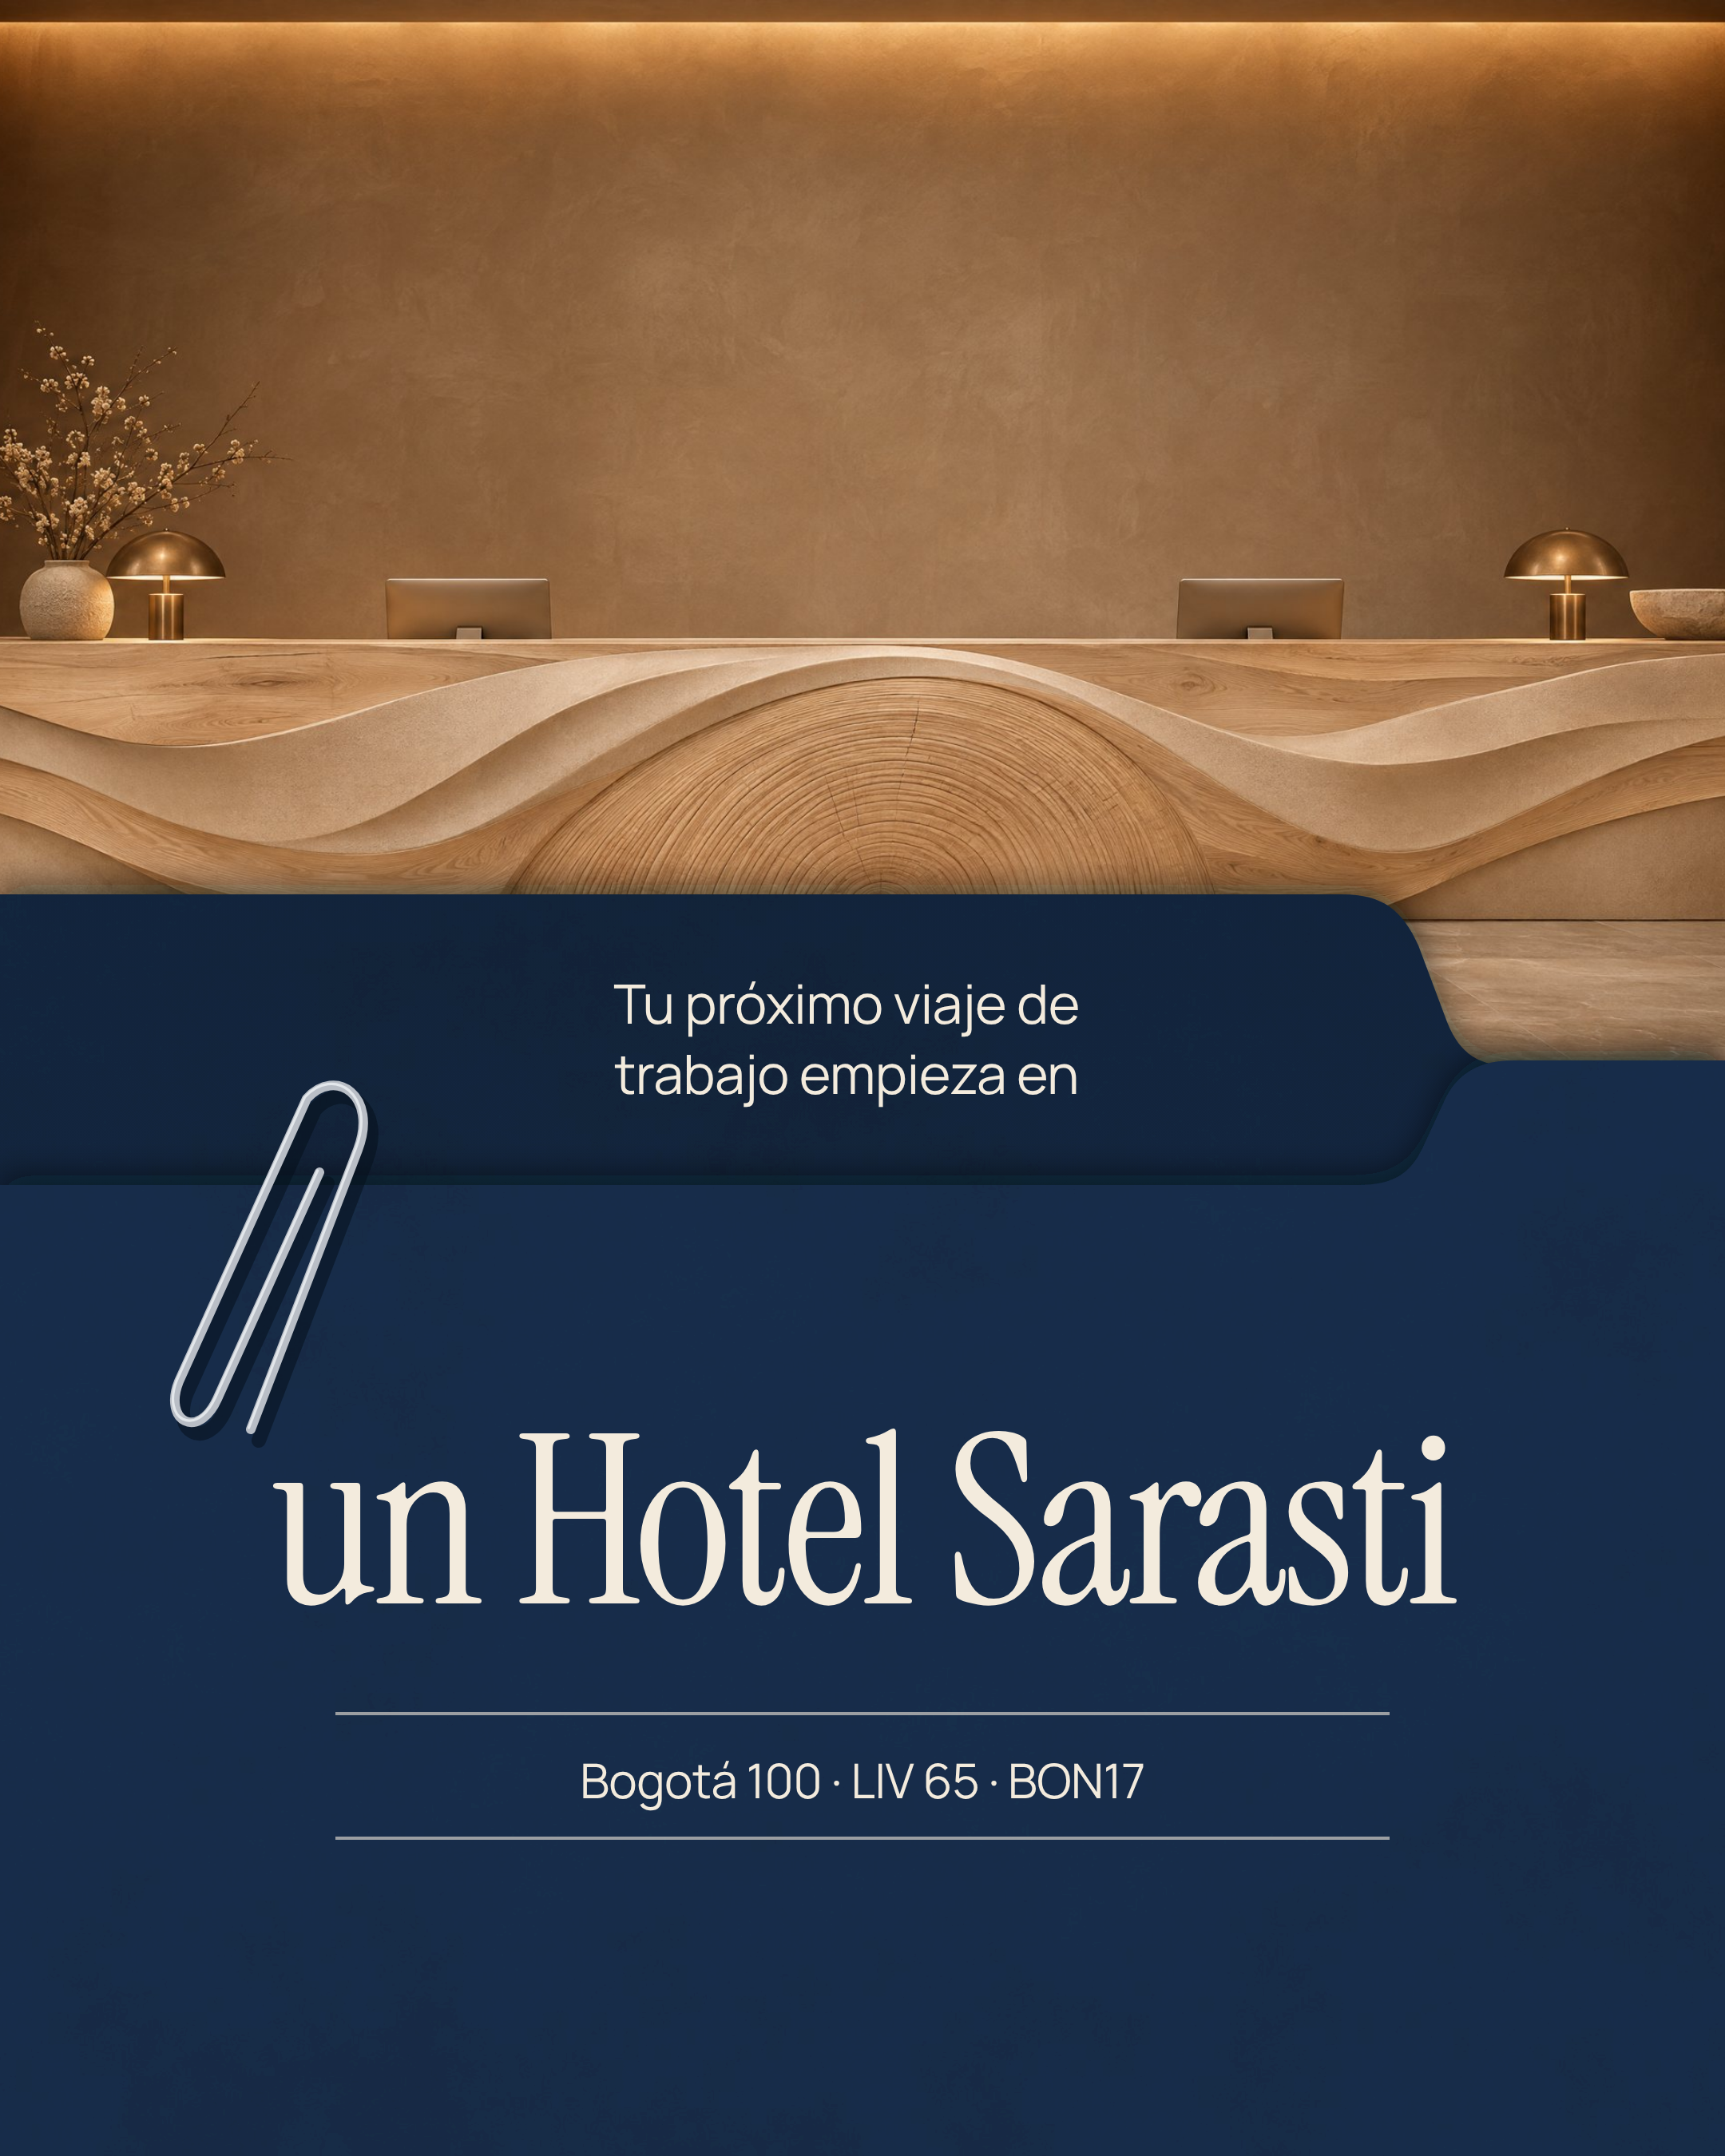 Tu próximo viaje de
trabajo empieza en
un Hotel Sarasti
Bogotá 100 · LIV 65 · BON17